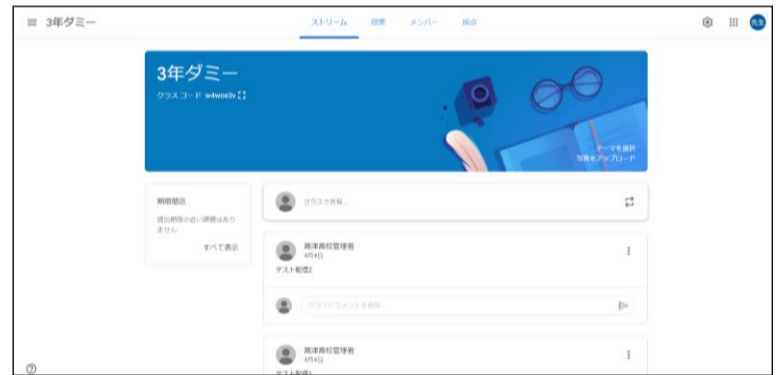 3年ダミー
ストリーム 授業 メンバー 採点
3年ダミー
クラス コード
テーマを選択
写真をアップロード
期限間近
提出期限の近い課題はあり
ません
すべて表示
クラスで共有...
高津高校管理者
4月4日
テスト配信2
クラスのコメントを追加...
高津高校管理者
4月4日